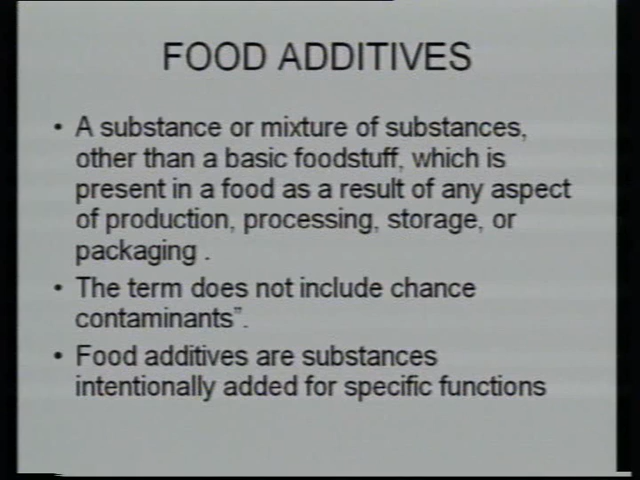 FOOD ADDITIVES
• A substance or mixture of substances,
other than a basic foodstuff, which is
present in a food as a result of any aspect
of production, processing, storage, or
packaging .
• The term does not include chance
contaminants”.
• Food additives are substances
intentionally added for specific functions